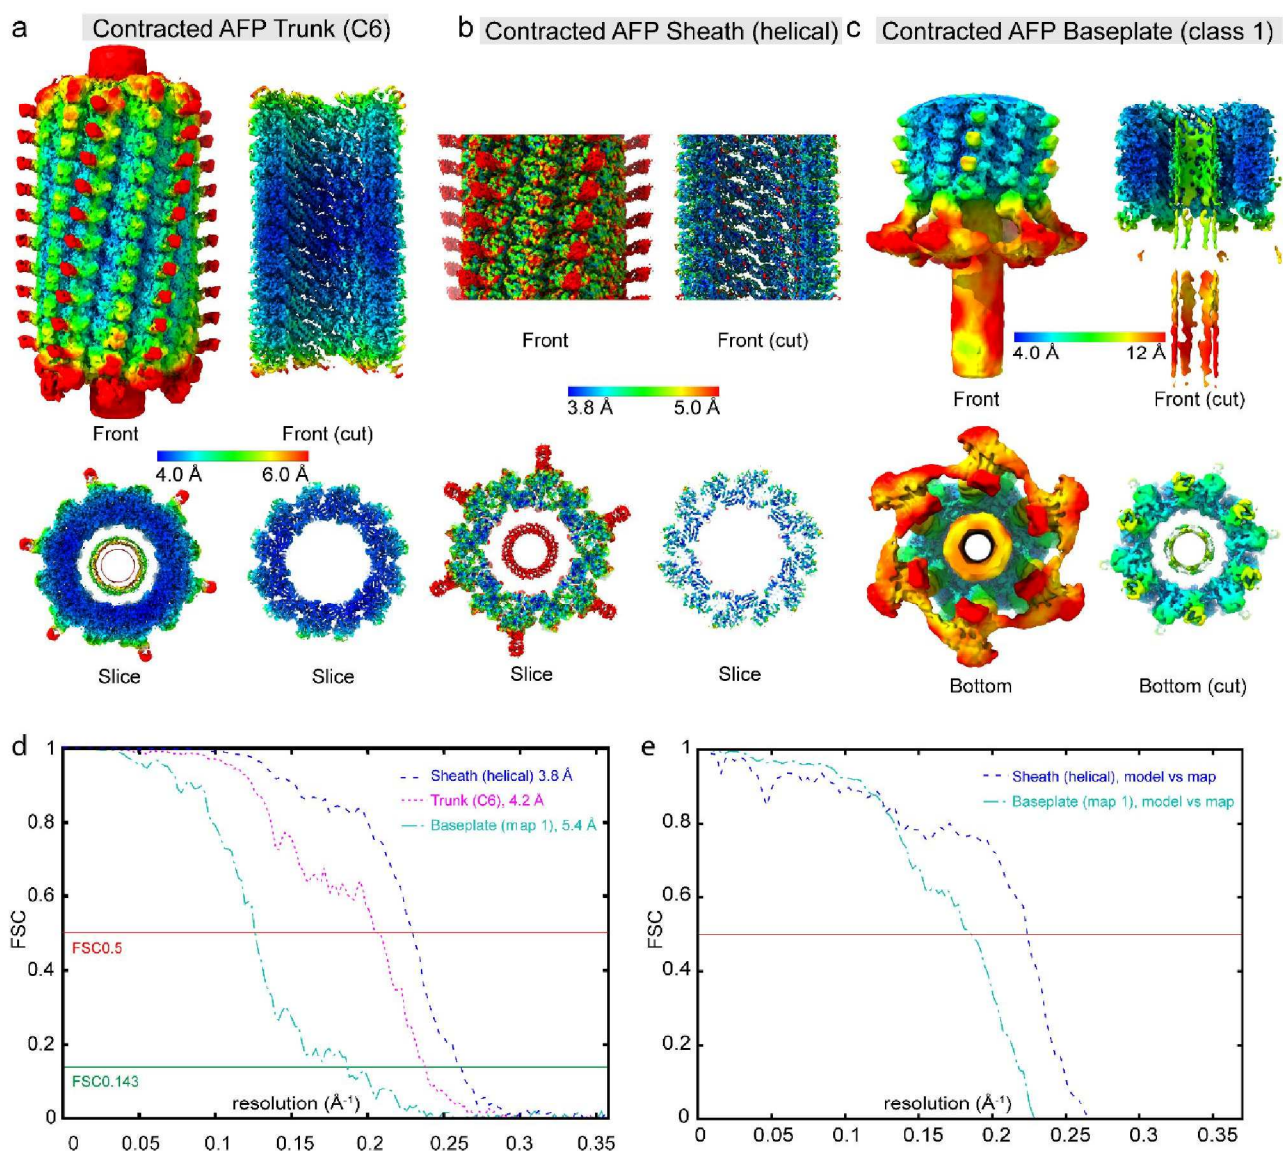 a Contracted AFP Trunk (C6) b Contracted AFP Sheath (helical) c Contracted AFP Baseplate (class 1)
Front Front (cut)
4.0 Å 6.0 Å
Slice Slice
Front Front (cut)
3.8 Å 5.0 Å
Slice Slice
4.0 Å 12 Å
Front Front (cut)
Bottom Bottom (cut)
d
1
0.8
0.6
0.4
0.2
0
FSC
Sheath (helical) 3.8 Å
Trunk (C6), 4.2 Å
Baseplate (map 1), 5.4 Å
FSC0.5
FSC0.143
resolution (Å-1)
0 0.05 0.1 0.15 0.2 0.25 0.3 0.35
e
1
0.8
0.6
0.4
0.2
0
FSC
Sheath (helical), model vs map
Baseplate (map 1), model vs map
resolution (Å-1)
0 0.05 0.1 0.15 0.2 0.25 0.3 0.35